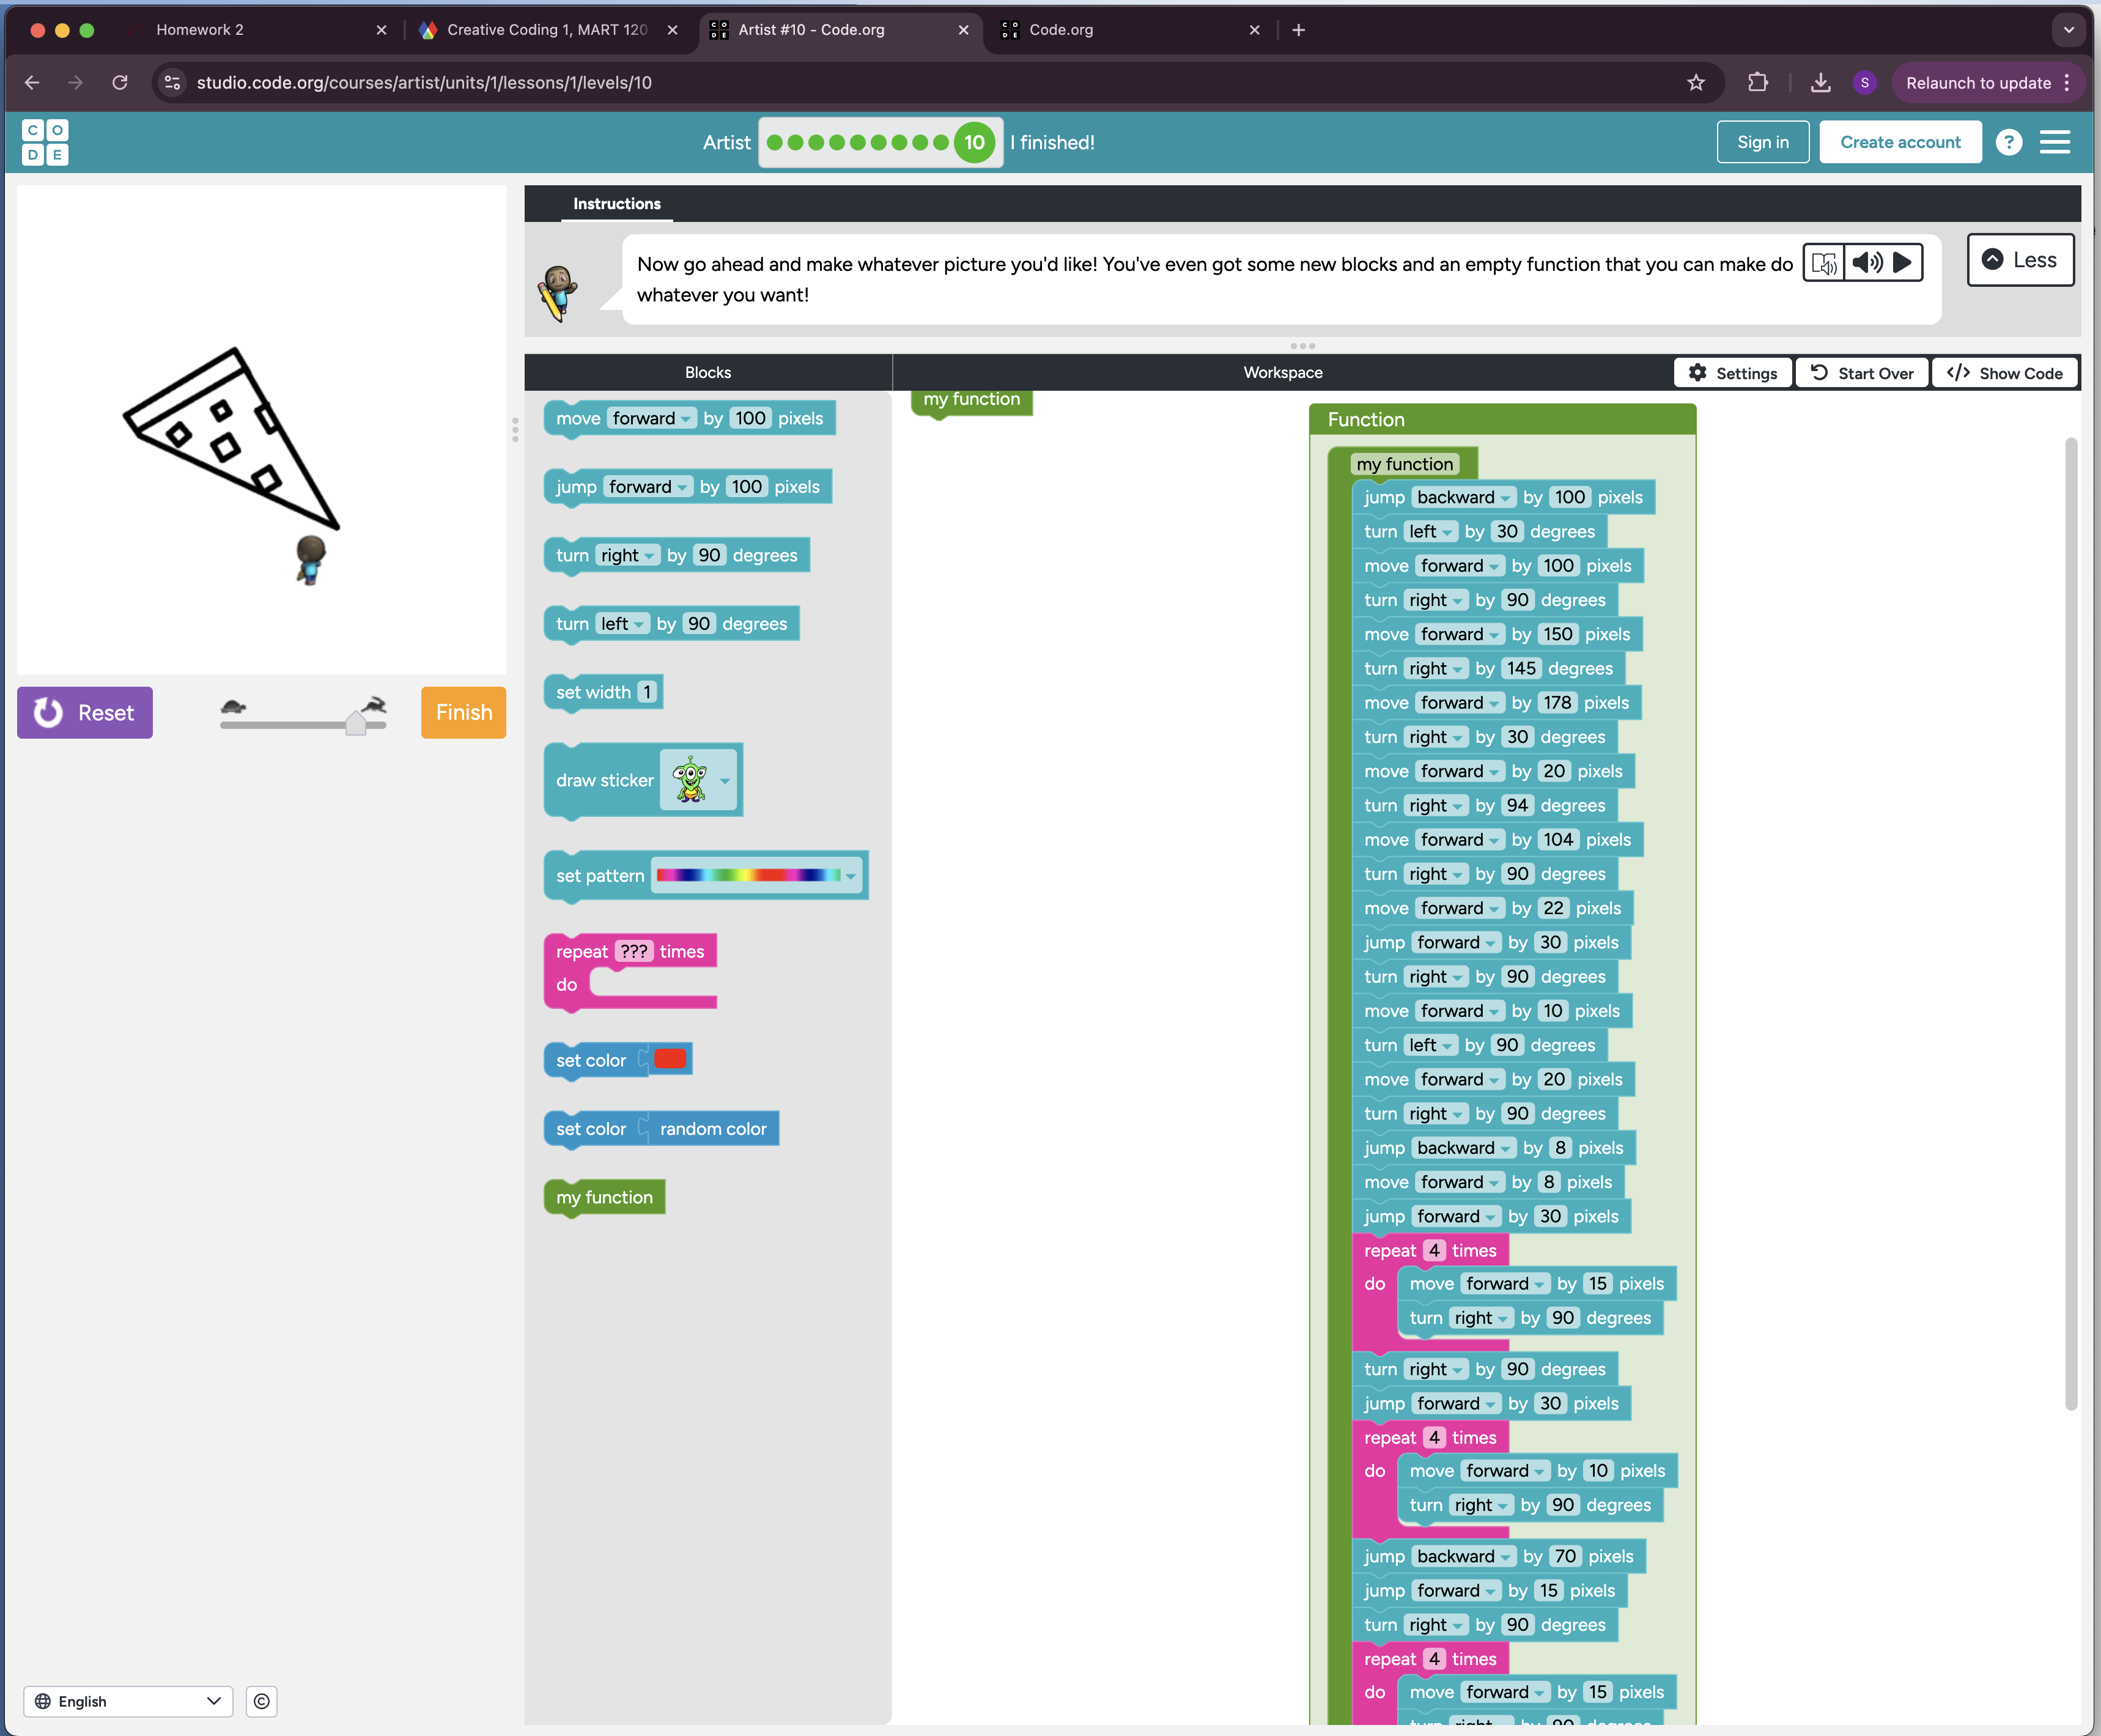 Homework 2
Creative Coding 1, MART 120
Artist #10 - Code.org
Code.org
studio.code.org/courses/artist/units/1/lessons/1/levels/10
S
Relaunch to update
C O
D E
Artist
10
I finished!
Sign in
Create account
?
Instructions
Now go ahead and make whatever picture you'd like! You've even got some new blocks and an empty function that you can make do
whatever you want!
Less
Blocks
Workspace
Settings
Start Over
Show Code
Reset
Finish
move forward by 100 pixels
jump forward by 100 pixels
turn right by 90 degrees
turn left by 90 degrees
set width 1
draw sticker
set pattern
repeat ??? times
do
set color
set color random color
my function
my function
Function
my function
jump backward by 100 pixels
turn left by 30 degrees
move forward by 100 pixels
turn right by 90 degrees
move forward by 150 pixels
turn right by 145 degrees
move forward by 178 pixels
turn right by 30 degrees
move forward by 20 pixels
turn right by 94 degrees
move forward by 104 pixels
turn right by 90 degrees
move forward by 22 pixels
jump forward by 30 pixels
turn right by 90 degrees
move forward by 10 pixels
turn left by 90 degrees
move forward by 20 pixels
turn right by 90 degrees
jump backward by 8 pixels
move forward by 8 pixels
jump forward by 30 pixels
repeat 4 times
do move forward by 15 pixels
turn right by 90 degrees
turn right by 90 degrees
jump forward by 30 pixels
repeat 4 times
do move forward by 10 pixels
turn right by 90 degrees
jump backward by 70 pixels
jump forward by 15 pixels
turn right by 90 degrees
repeat 4 times
do move forward by 15 pixels
turn right by 90 degrees
English
©